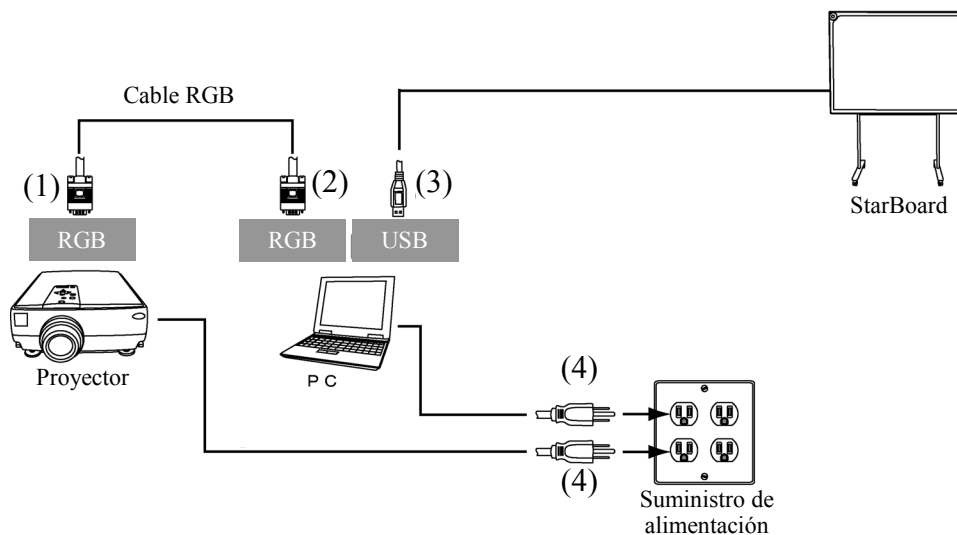 Cable RGB
(1)
(2)
(3)
StarBoard
RGB
RGB
USB
Proyector
PC
(4)
(4)
Suministro de
alimentación